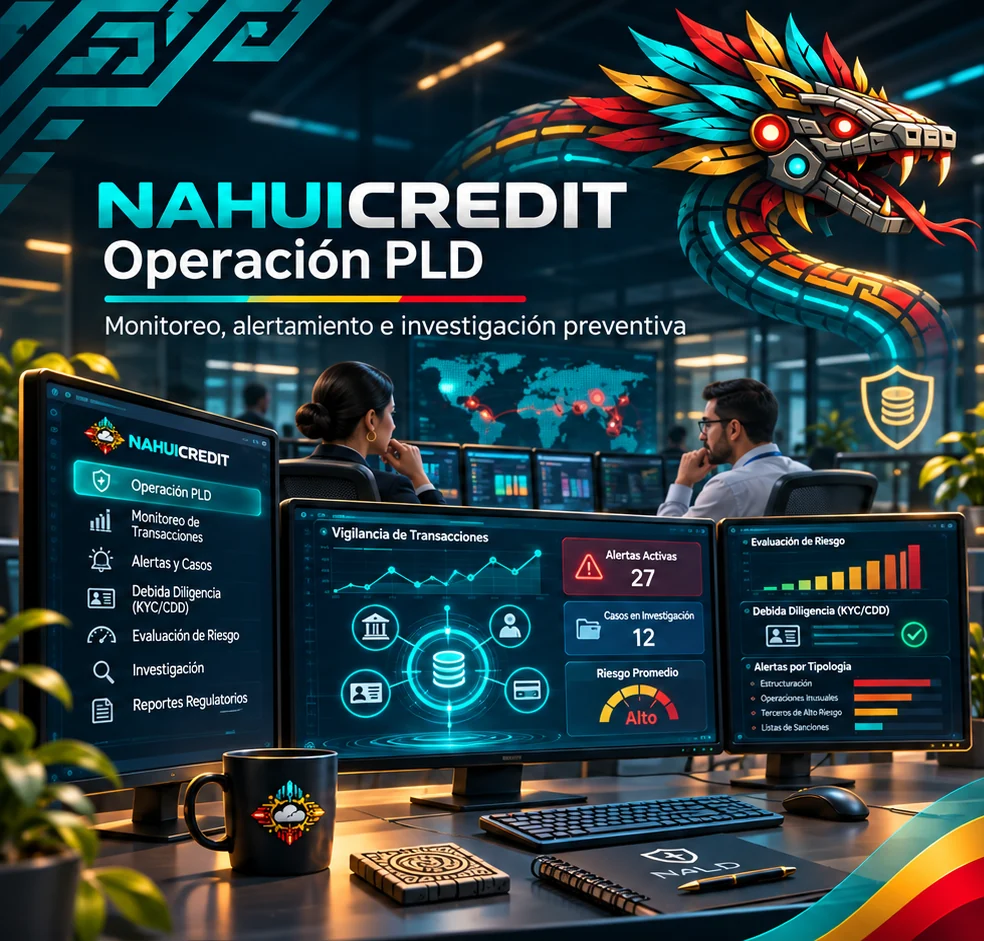 NAHUICREDIT
Operación PLD
Monitoreo, alertamiento e investigación preventiva
NAHUICREDIT
Operación PLD
Monitoreo de
Transacciones
Alertas y Casos
Debida Diligencia
(KYC/CDD)
Evaluación de Riesgo
Investigación
Reportes Regulatorios
Vigilancia de Transacciones
Alertas Activas
27
Casos en Investigación
12
Riesgo Promedio
Alto
Evaluación de Riesgo
Debida Diligencia (KYC/CDD)
Alertas por Tipología
Estructuración
Operaciones Inusuales
Terceros de Alto Riesgo
Listas de Sanciones